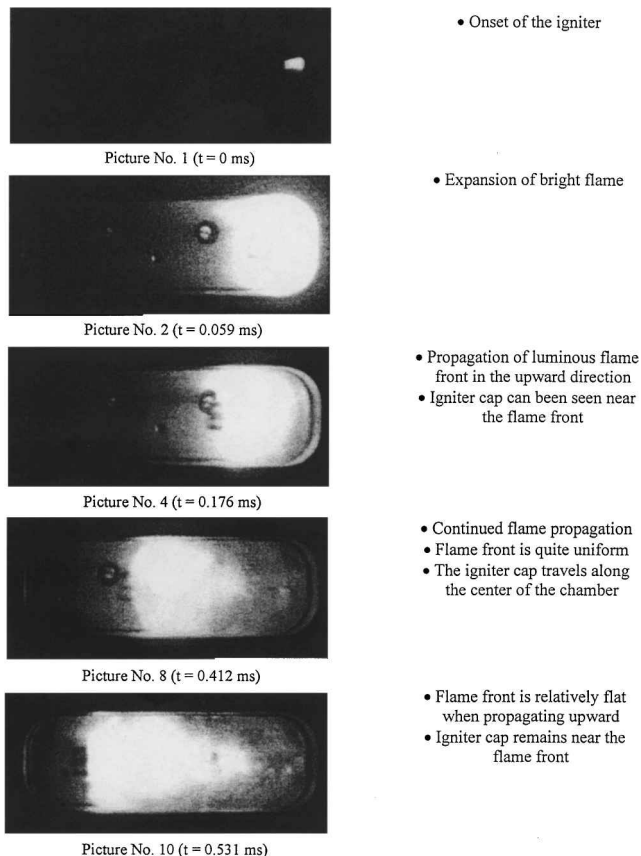 • Onset of the igniter
Picture No. 1 (t = 0 ms)
• Expansion of bright flame
Picture No. 2 (t = 0.059 ms)
• Propagation of luminous flame
front in the upward direction
• Igniter cap can been seen near
the flame front
Picture No. 4 (t = 0.176 ms)
• Continued flame propagation
• Flame front is quite uniform
• The igniter cap travels along
the center of the chamber
Picture No. 8 (t = 0.412 ms)
• Flame front is relatively flat
when propagating upward
• Igniter cap remains near the
flame front
Picture No. 10 (t = 0.531 ms)